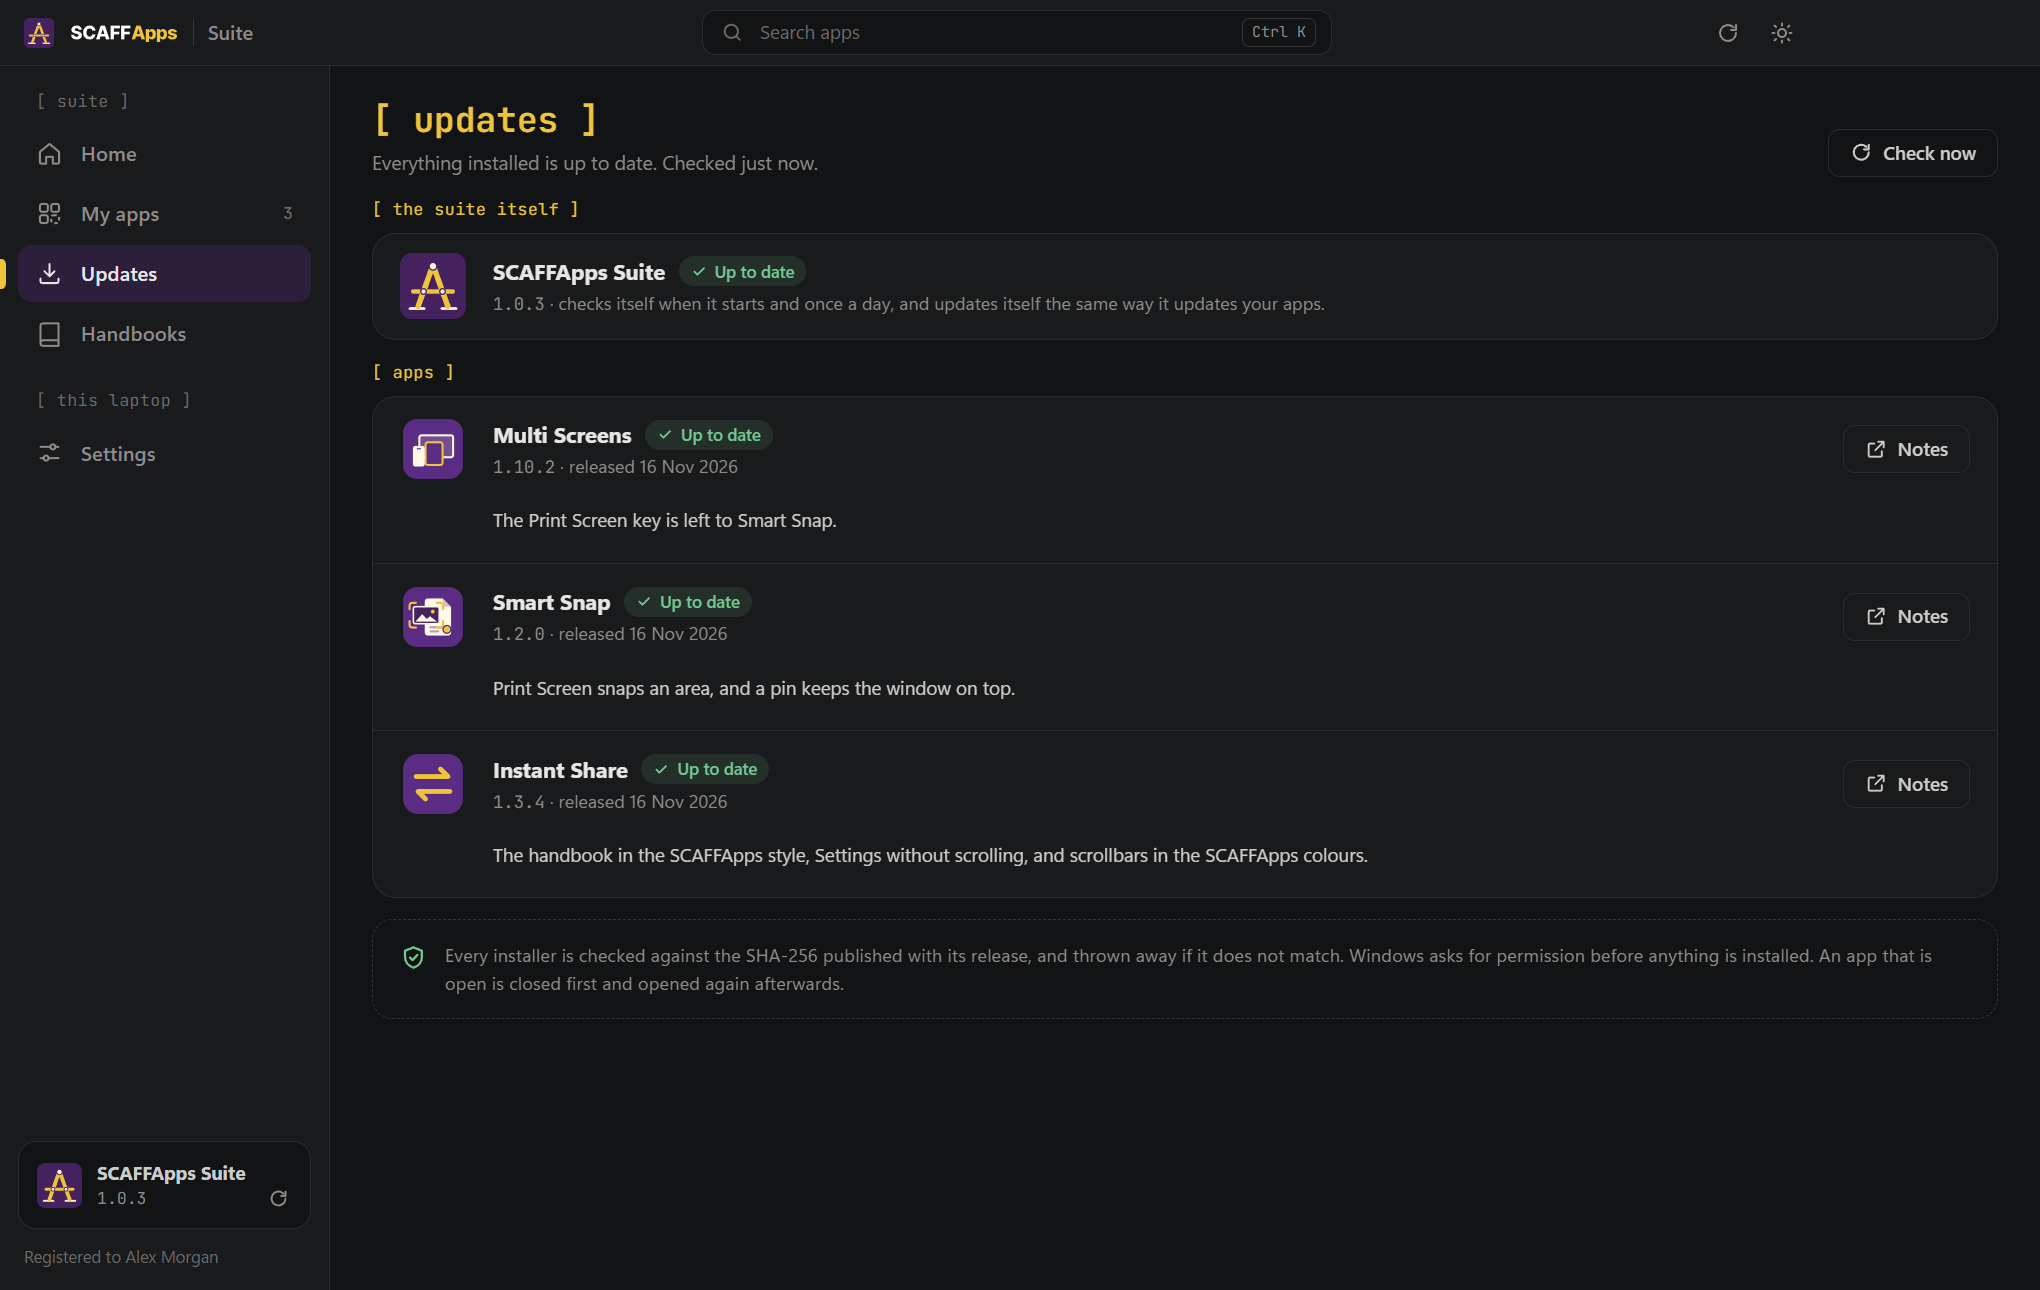 SCAFFApps Suite
Search apps
Ctrl K
[ suite ]
Home
My apps 3
Updates
Handbooks
[ this laptop ]
Settings
SCAFFApps Suite
1.0.3
Registered to Alex Morgan
[ updates ]
Everything installed is up to date. Checked just now.
Check now
[ the suite itself ]
SCAFFApps Suite Up to date
1.0.3 · checks itself when it starts and once a day, and updates itself the same way it updates your apps.
[ apps ]
Multi Screens Up to date
1.10.2 · released 16 Nov 2026
Notes
The Print Screen key is left to Smart Snap.
Smart Snap Up to date
1.2.0 · released 16 Nov 2026
Notes
Print Screen snaps an area, and a pin keeps the window on top.
Instant Share Up to date
1.3.4 · released 16 Nov 2026
Notes
The handbook in the SCAFFApps style, Settings without scrolling, and scrollbars in the SCAFFApps colours.
Every installer is checked against the SHA-256 published with its release, and thrown away if it does not match. Windows asks for permission before anything is installed. An app that is
open is closed first and opened again afterwards.